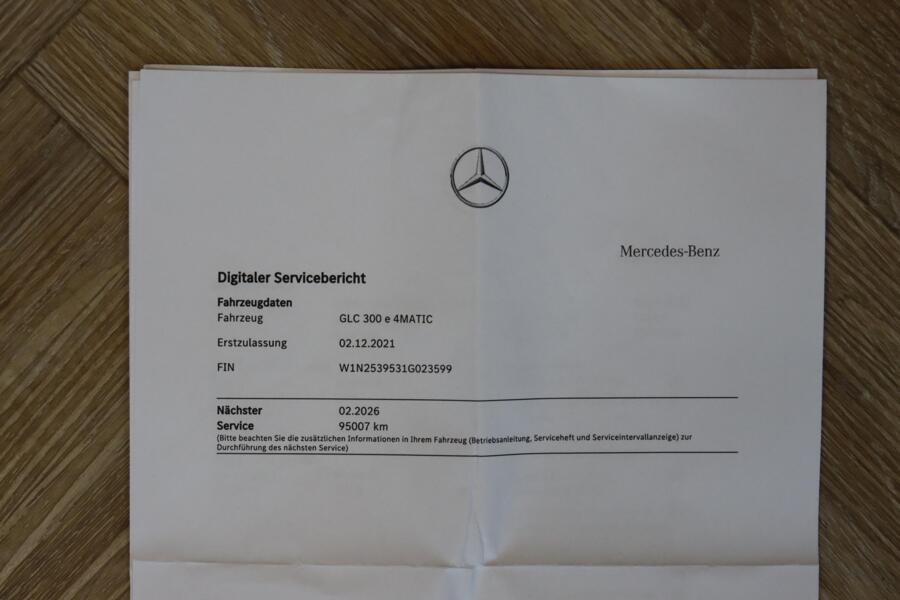 Mercedes-Benz
Digitaler Servicebericht
Fahrzeugdaten
Fahrzeug GLC 300 e 4MATIC
Erstzulassung 02.12.2021
FIN W1N2539531G023599
Nächster 02.2026
Service 95007 km
(Bitte beachten Sie die zusätzlichen Informationen in Ihrem Fahrzeug (Betriebsanleitung, Serviceheft und Serviceintervallanzeige) zur
Durchführung des nächsten Service)